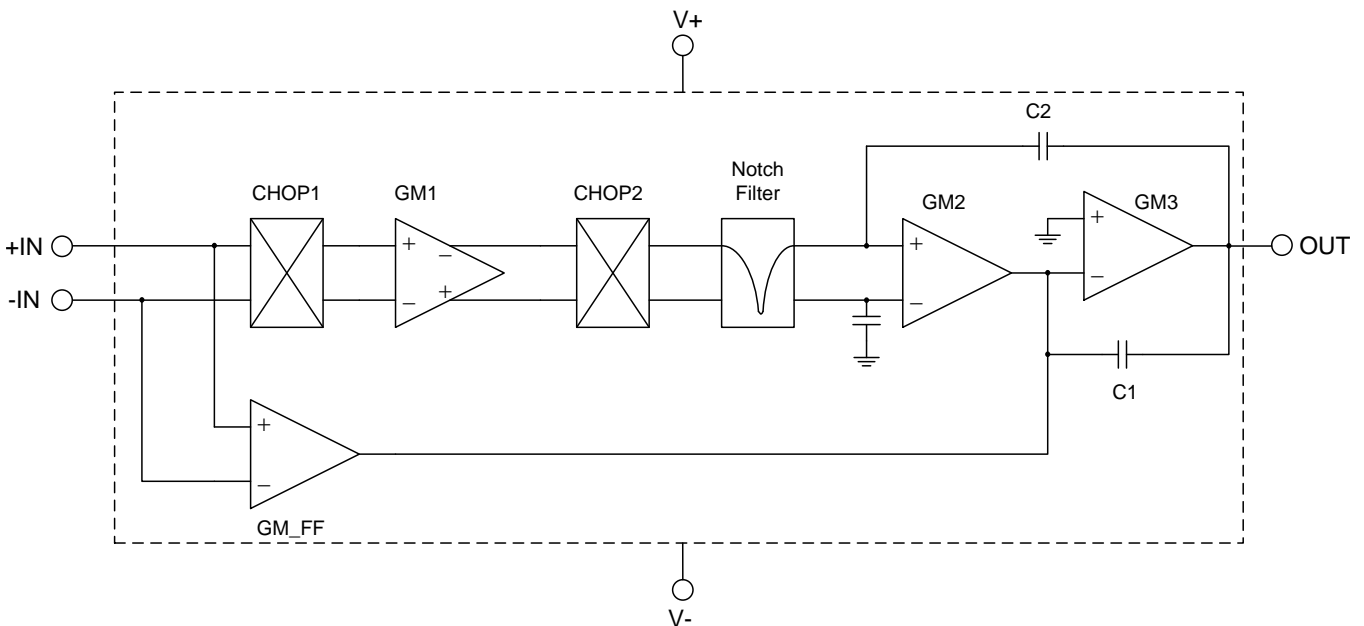 V+
C2
CHOP1
GM1
CHOP2
Notch
Filter
GM2
GM3
+IN
-IN
+
−
−
+
+
−
+
−
OUT
C1
+
−
GM_FF
V-